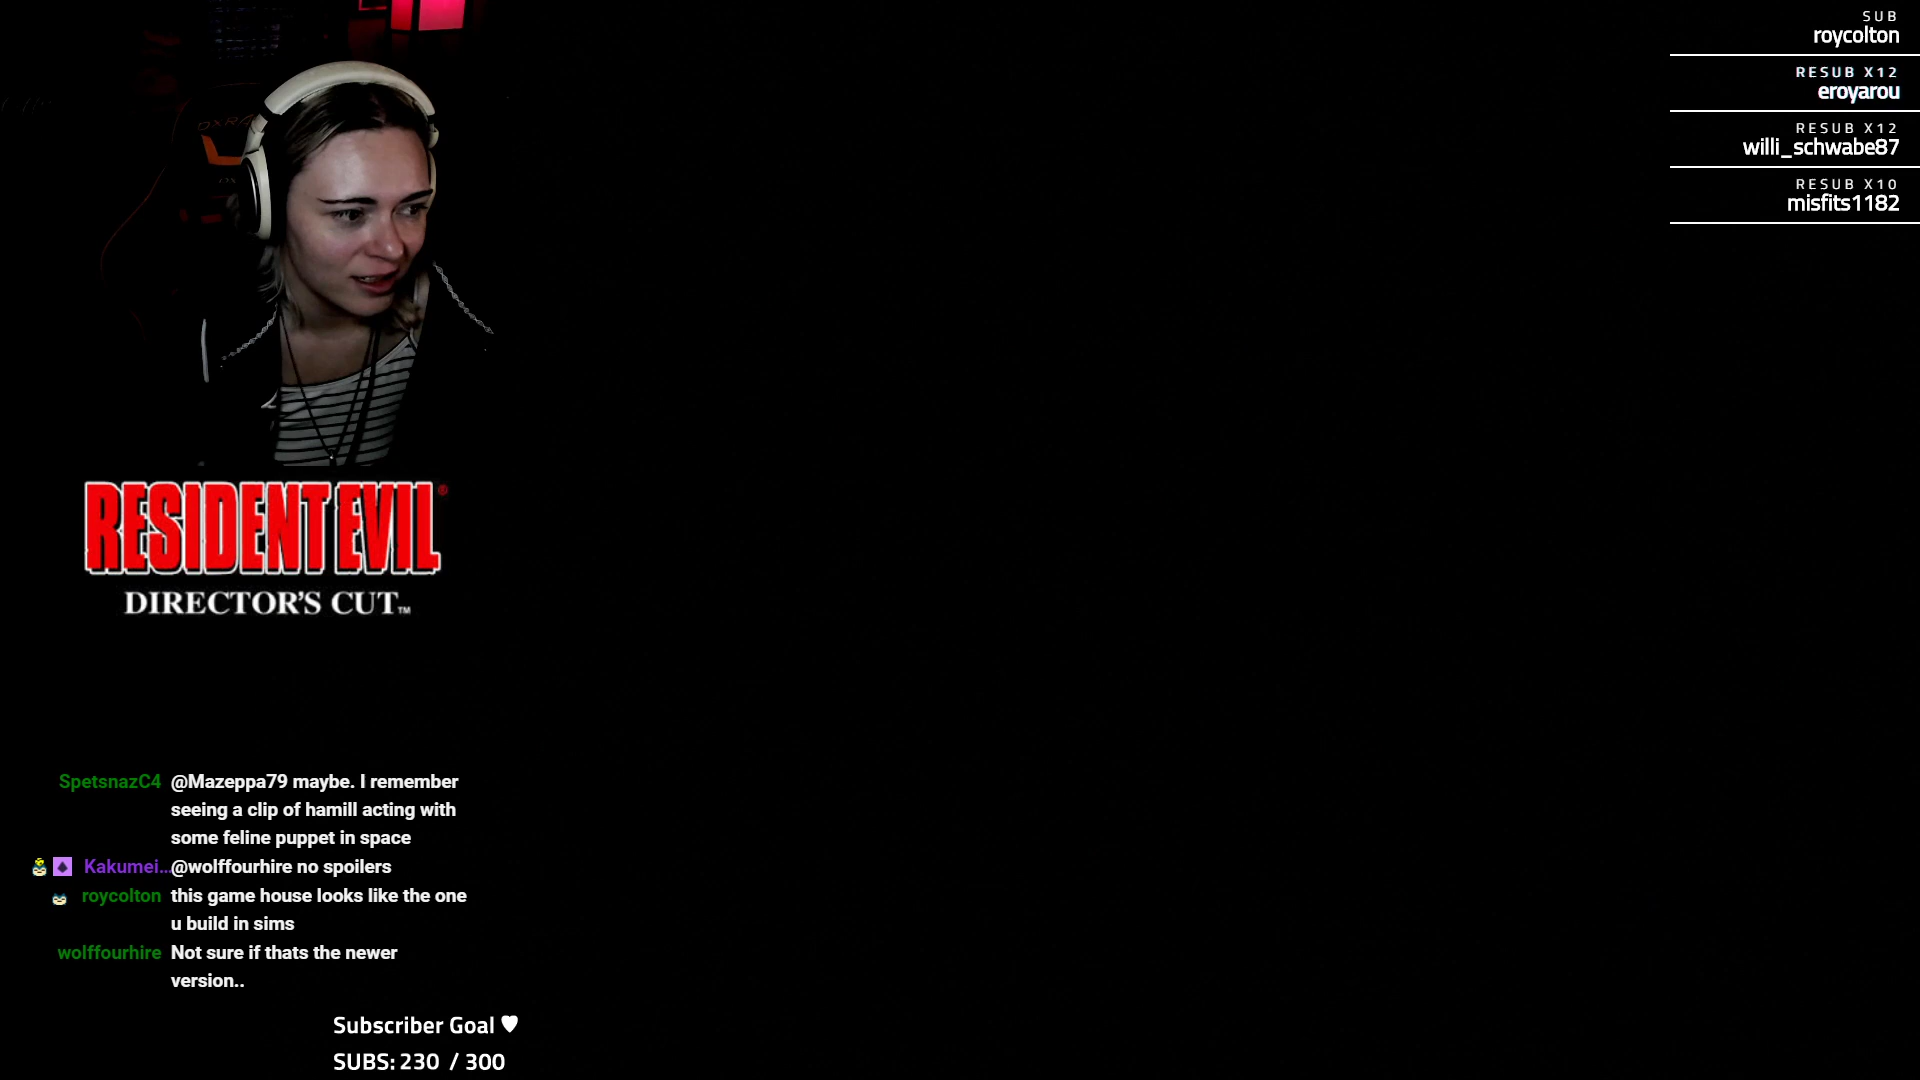 SUB
roycolton
RESUB X12
eroyarou
RESUB X12
willi_schwabe87
RESUB X10
misfits1182
DXRA
RESIDENT EVIL®
DIRECTOR'S CUT™
SpetsnazC4 @Mazeppa79 maybe. I remember
seeing a clip of hamill acting with
some feline puppet in space
Kakumei... @wolffourhire no spoilers
roycolton this game house looks like the one
u build in sims
wolffourhire Not sure if thats the newer
version..
Subscriber Goal ♥
SUBS: 230 / 300